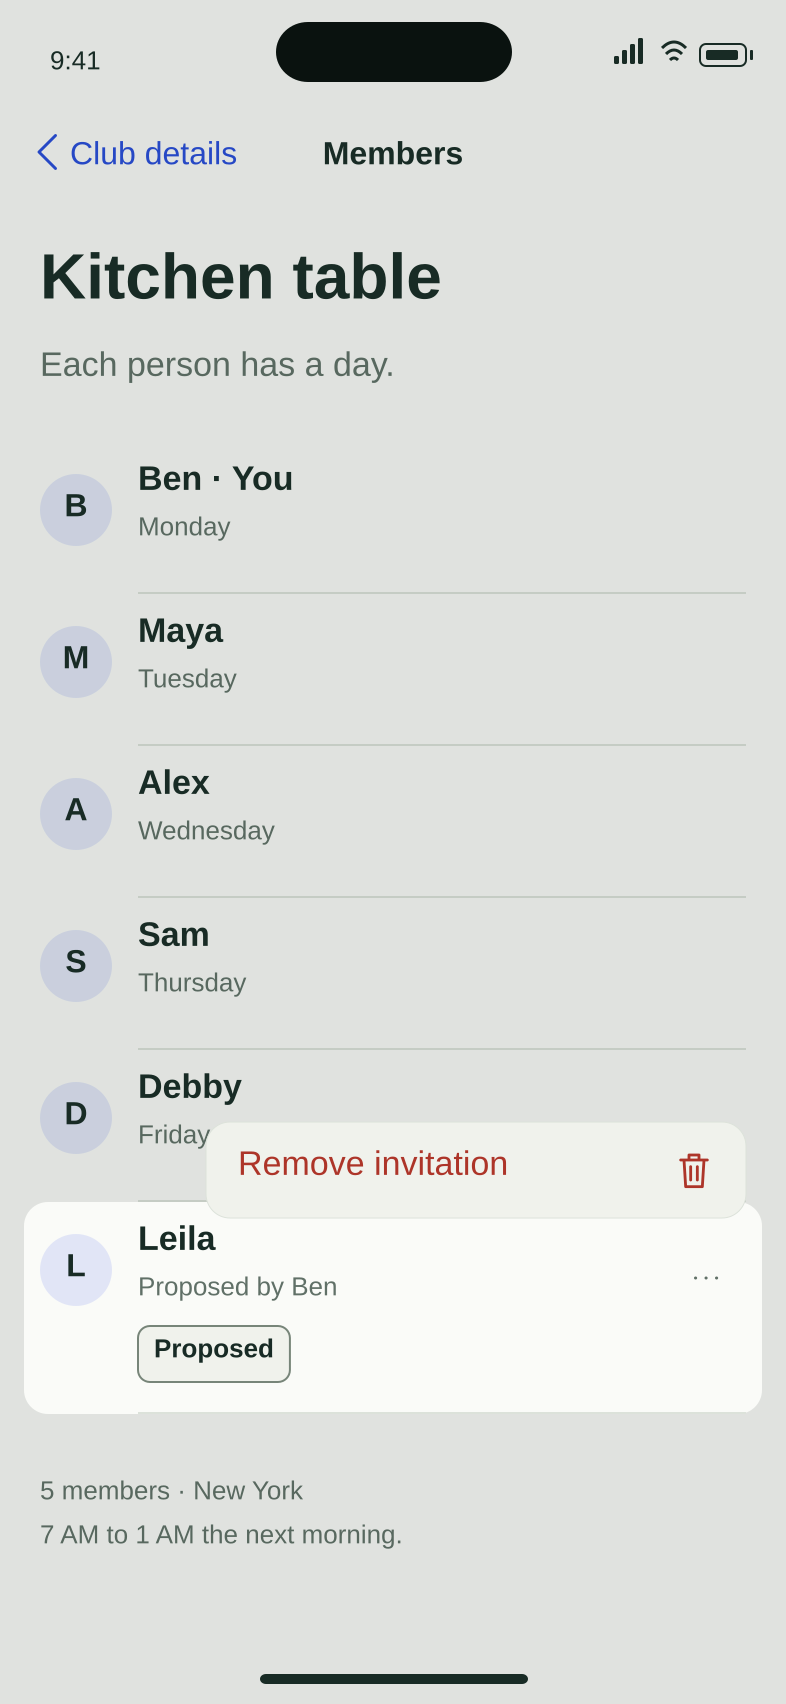 9:41
Club details
Members
Kitchen table
Each person has a day.
B
Ben · You
Monday
M
Maya
Tuesday
A
Alex
Wednesday
S
Sam
Thursday
D
Debby
Friday
Remove invitation
L
Leila
Proposed by Ben
...
Proposed
5 members · New York
7 AM to 1 AM the next morning.